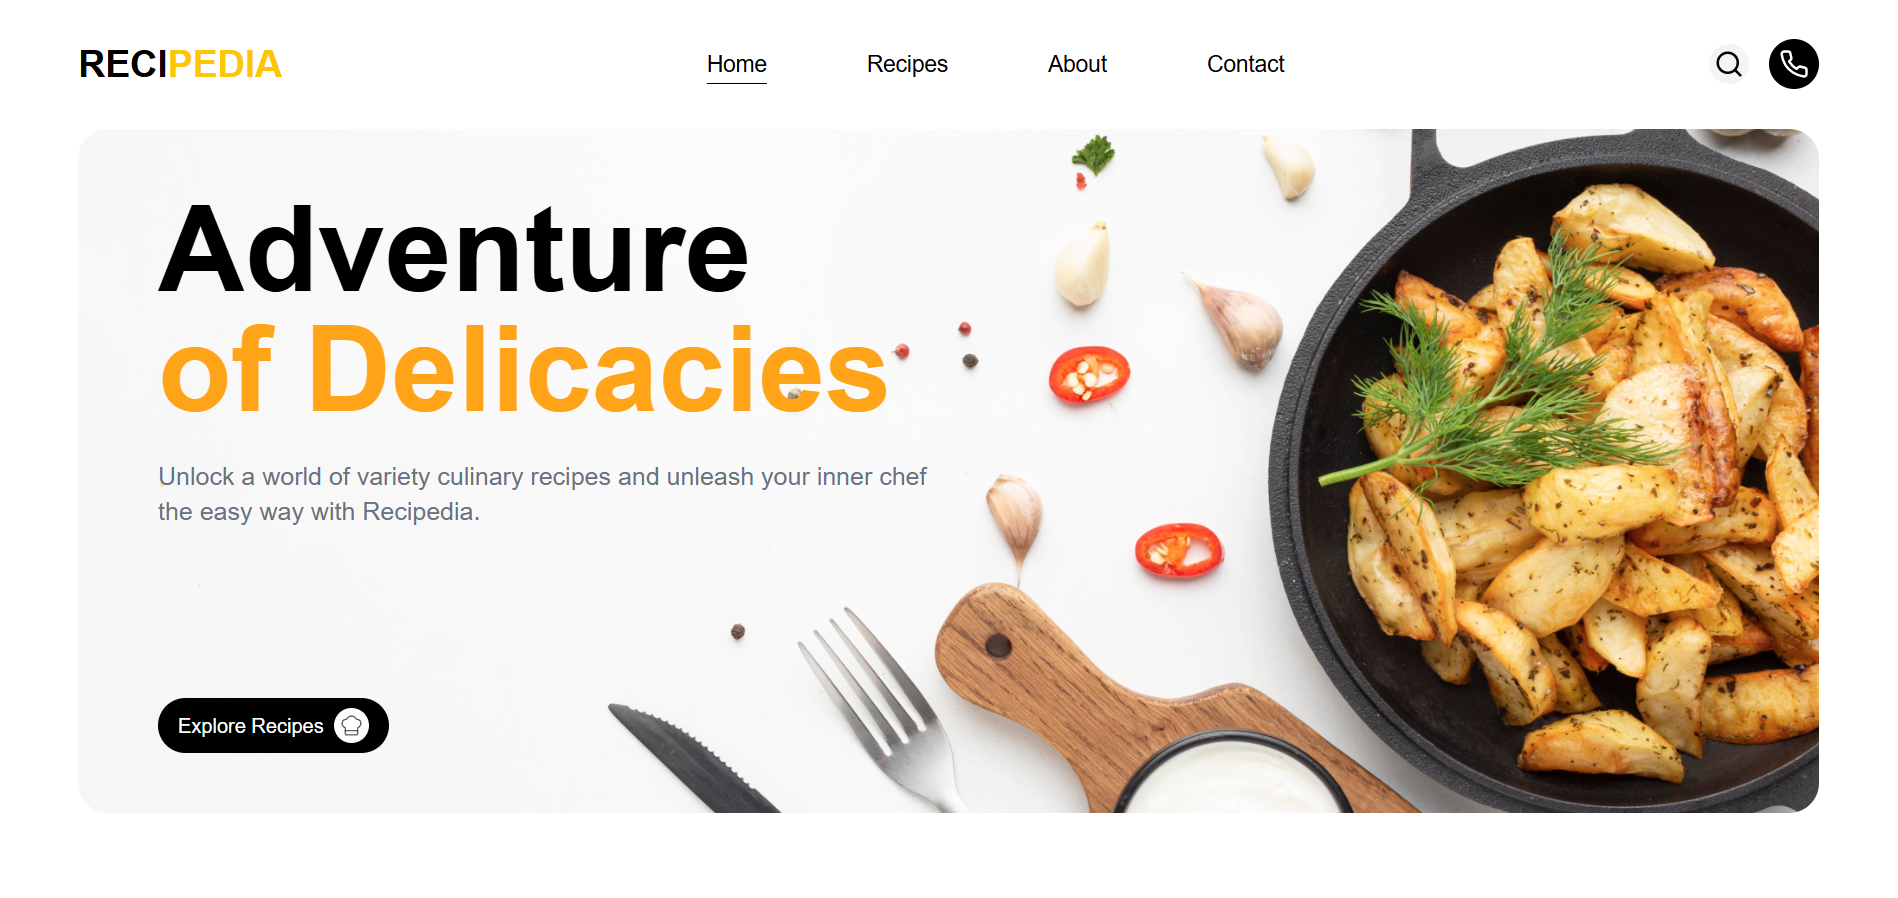 RECIPEDIA
Home
Recipes
About
Contact
Adventure
of Delicacies
Unlock a world of variety culinary recipes and unleash your inner chef
the easy way with Recipedia.
Explore Recipes